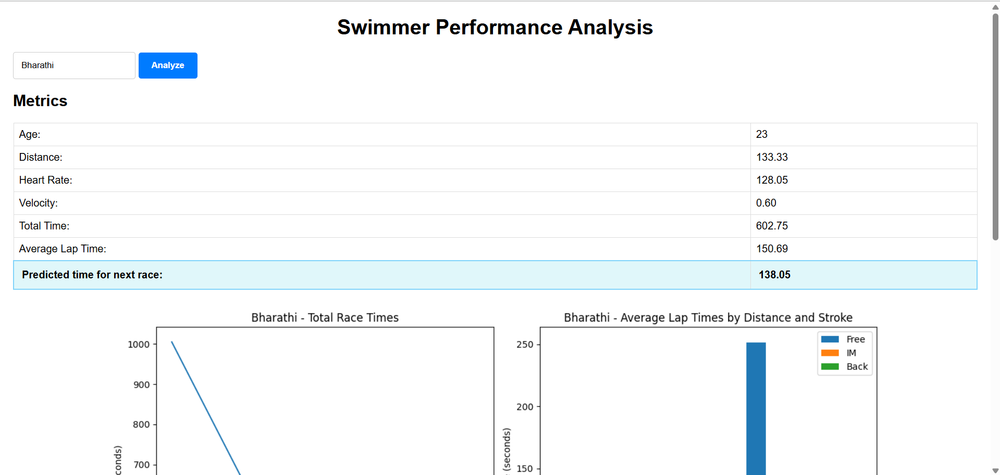 Swimmer Performance Analysis
Bharathi
Analyze
Metrics
Age: 23
Distance: 133.33
Heart Rate: 128.05
Velocity: 0.60
Total Time: 602.75
Average Lap Time: 150.69
Predicted time for next race: 138.05
Bharathi - Total Race Times
1000
900
800
700
conds)
Bharathi - Average Lap Times by Distance and Stroke
250
200
150
(seconds)
Free
IM
Back